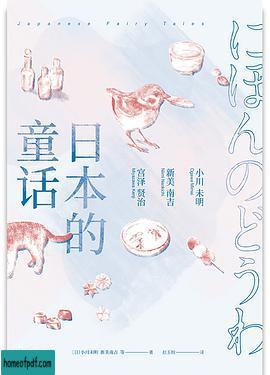 Japanese Fairy Tales
にほんのどうわ
日本的
童话
小川 未明
Ogawa Mimei
新美 南吉
Niimi Nankichi
宫泽 贤治
Miyazawa Kenji
[日]小川未明 新美南吉 等 — 著
赵玉皎 — 译
homeofpdf.com